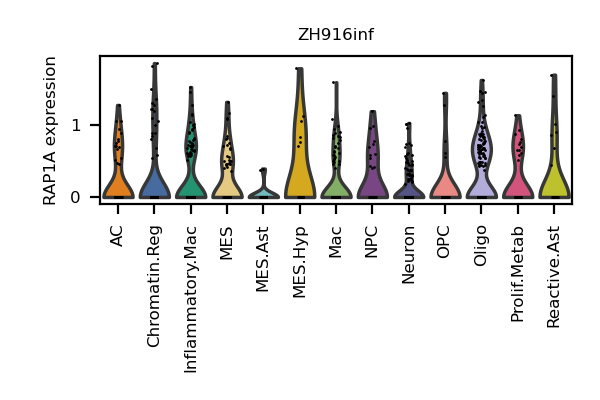 ZH916inf
RAP1A expression
1
0
AC
Chromatin.Reg
Inflammatory.Mac
MES
MES.Ast
MES.Hyp
Mac
NPC
Neuron
OPC
Oligo
Prolif.Metab
Reactive.Ast